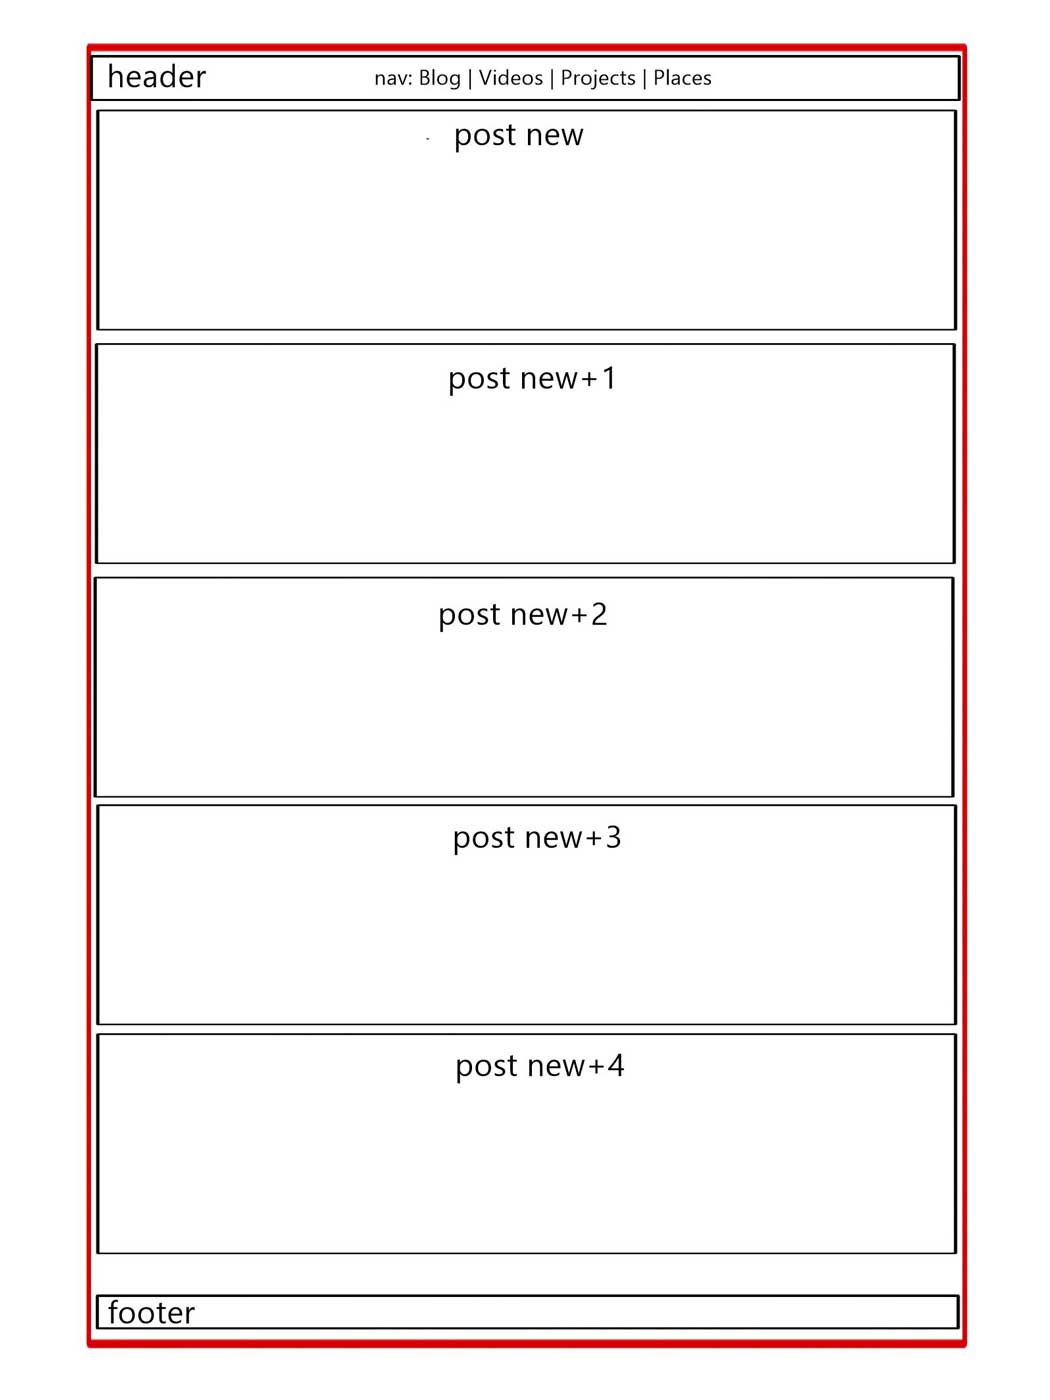 header
nav: Blog | Videos | Projects | Places
post new
post new+1
post new+2
post new+3
post new+4
footer